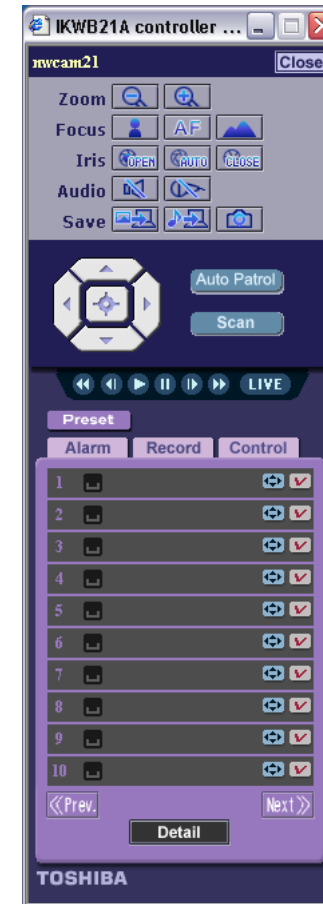 IKWB21A controller ...
nwcam21 Close
Zoom
Focus AF
Iris OPEN AUTO CLOSE
Audio
Save
Auto Patrol
Scan
LIVE
Preset
Alarm Record Control
1
2
3
4
5
6
7
8
9
10
≪Prev. Next≫
Detail
TOSHIBA